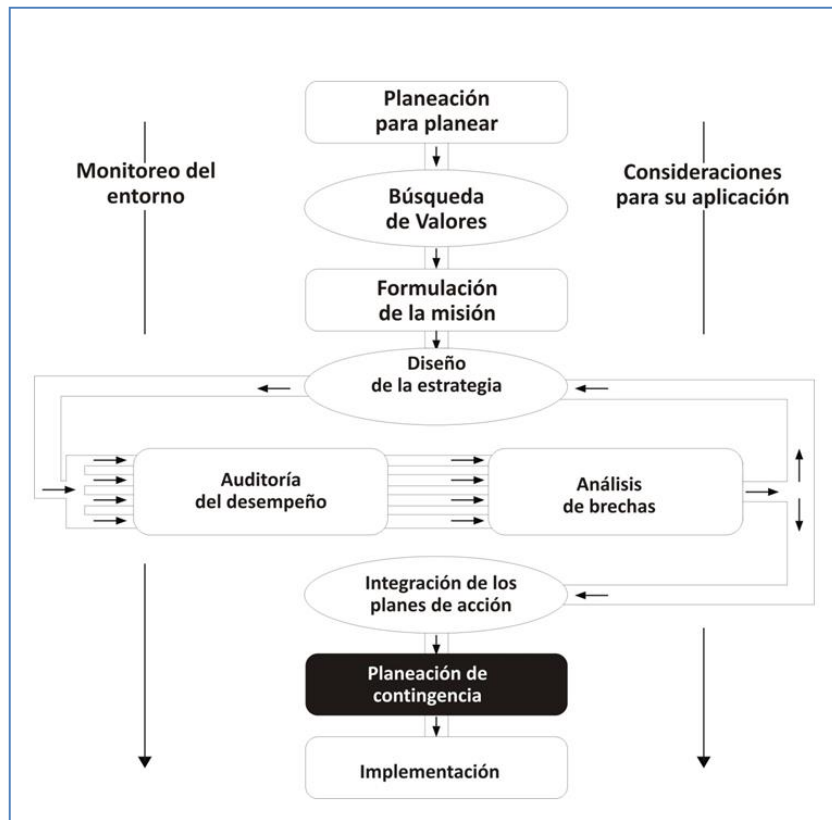 Planeación
para planear
Monitoreo del
entorno
Consideraciones
para su aplicación
Búsqueda
de Valores
Formulación
de la misión
Diseño
de la estrategia
Auditoría
del desempeño
Análisis
de brechas
Integración de los
planes de acción
Planeación de
contingencia
Implementación